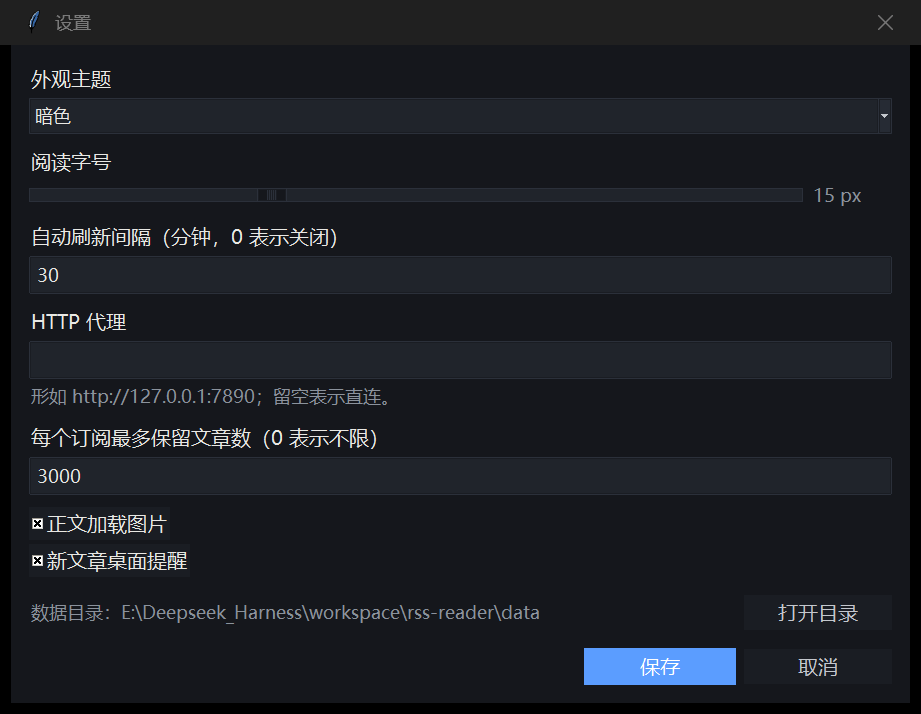 设置
外观主题
暗色
阅读字号
15 px
自动刷新间隔（分钟，0 表示关闭）
30
HTTP 代理
形如 http://127.0.0.1:7890；留空表示直连。
每个订阅最多保留文章数（0 表示不限）
3000
正文加载图片
新文章桌面提醒
数据目录：E:\Deepseek_Harness\workspace\rss-reader\data
打开目录
保存
取消